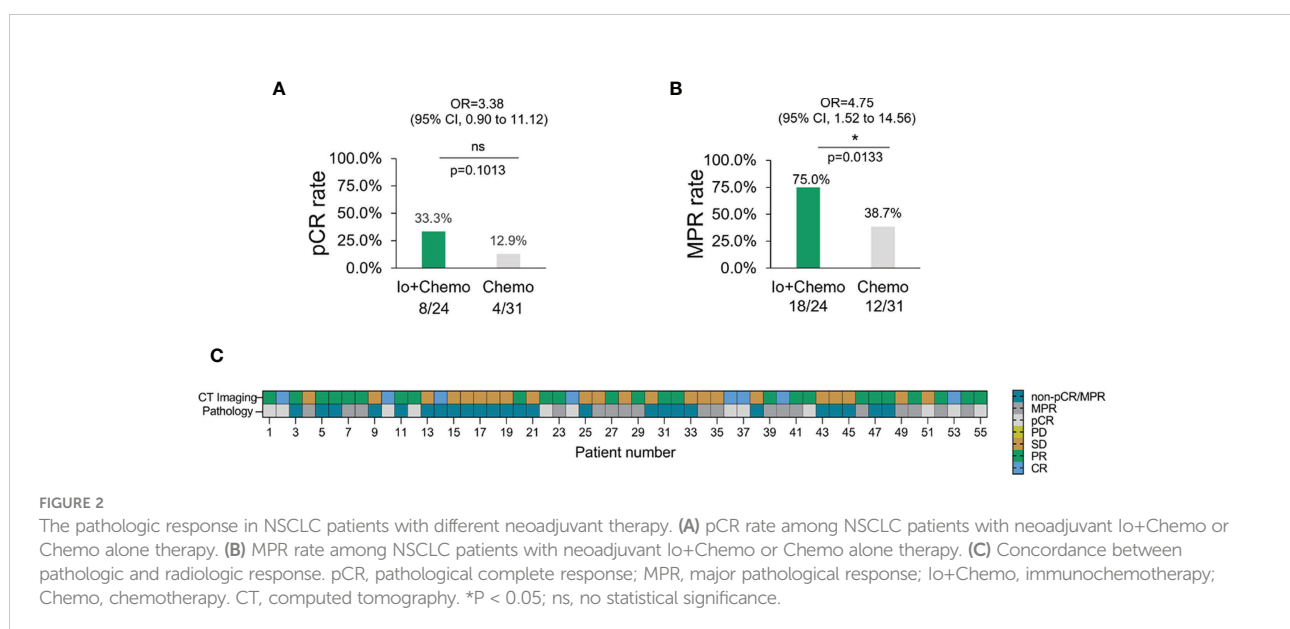 A
OR=3.38
(95% CI, 0.90 to 11.12)
ns
p=0.1013
pCR rate
100.0%
75.0%
50.0%
25.0%
0.0%
33.3%
12.9%
Io+Chemo Chemo
8/24 4/31
B
OR=4.75
(95% CI, 1.52 to 14.56)
*
p=0.0133
MPR rate
100.0%
75.0%
50.0%
25.0%
0.0%
75.0%
38.7%
Io+Chemo Chemo
18/24 12/31
C
CT Imaging
Pathology
1 3 5 7 9 11 13 15 17 19 21 23 25 27 29 31 33 35 37 39 41 43 45 47 49 51 53 55
Patient number
non-pCR/MPR
MPR
pCR
PD
SD
PR
CR
FIGURE 2
The pathologic response in NSCLC patients with different neoadjuvant therapy. (A) pCR rate among NSCLC patients with neoadjuvant Io+Chemo or
Chemo alone therapy. (B) MPR rate among NSCLC patients with neoadjuvant Io+Chemo or Chemo alone therapy. (C) Concordance between
pathologic and radiologic response. pCR, pathological complete response; MPR, major pathological response; Io+Chemo, immunochemotherapy;
Chemo, chemotherapy. CT, computed tomography. *P < 0.05; ns, no statistical significance.